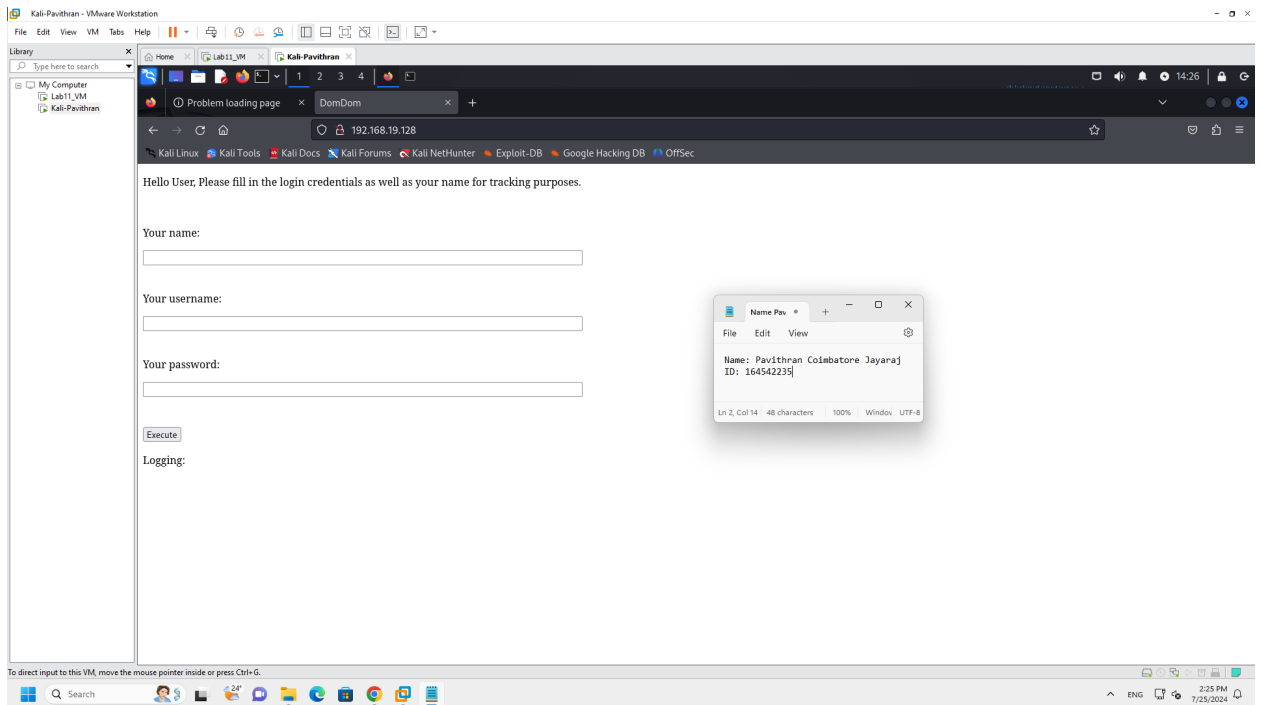 Kali-Pavithran - VMware Workstation
File Edit View VM Tabs Help
Library
Home Lab11_VM Kali-Pavithran
Type here to search
My Computer
Lab11_VM
Kali-Pavithran
1 2 3 4 14:26
Problem loading page DomDom
192.168.19.128
Kali Linux Kali Tools Kali Docs Kali Forums Kali NetHunter Exploit-DB Google Hacking DB OffSec
Hello User, Please fill in the login credentials as well as your name for tracking purposes.
Your name:
Your username:
Your password:
Execute
Logging:
Name Pav
File Edit View
Name: Pavithran Coimbatore Jayaraj
ID: 164542235
Ln 2, Col 14 48 characters 100% Window UTF-8
To direct input to this VM, move the mouse pointer inside or press Ctrl+G.
Search 24° ENG 2:25 PM
7/25/2024